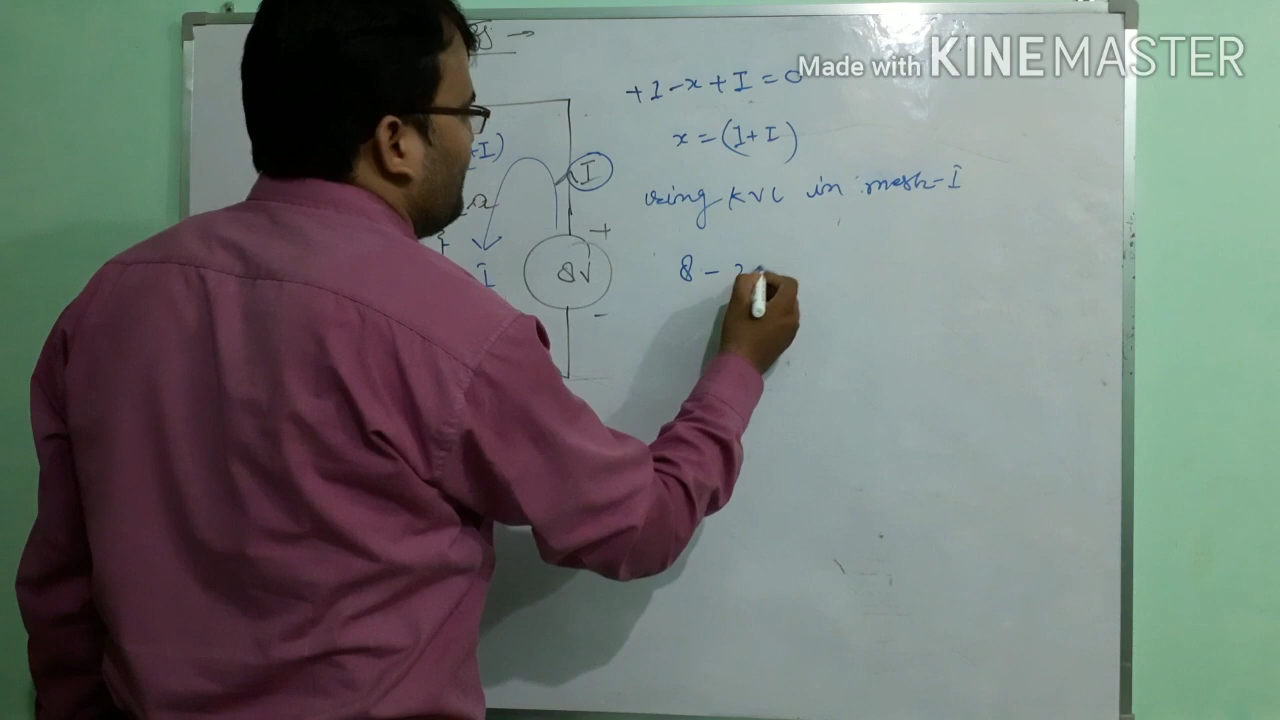 Made with KINEMASTER
+1-x+I=0
x=(1+I)
using KVL in mesh-I
8 -
+I)
I
Ω
+
8V
I
-